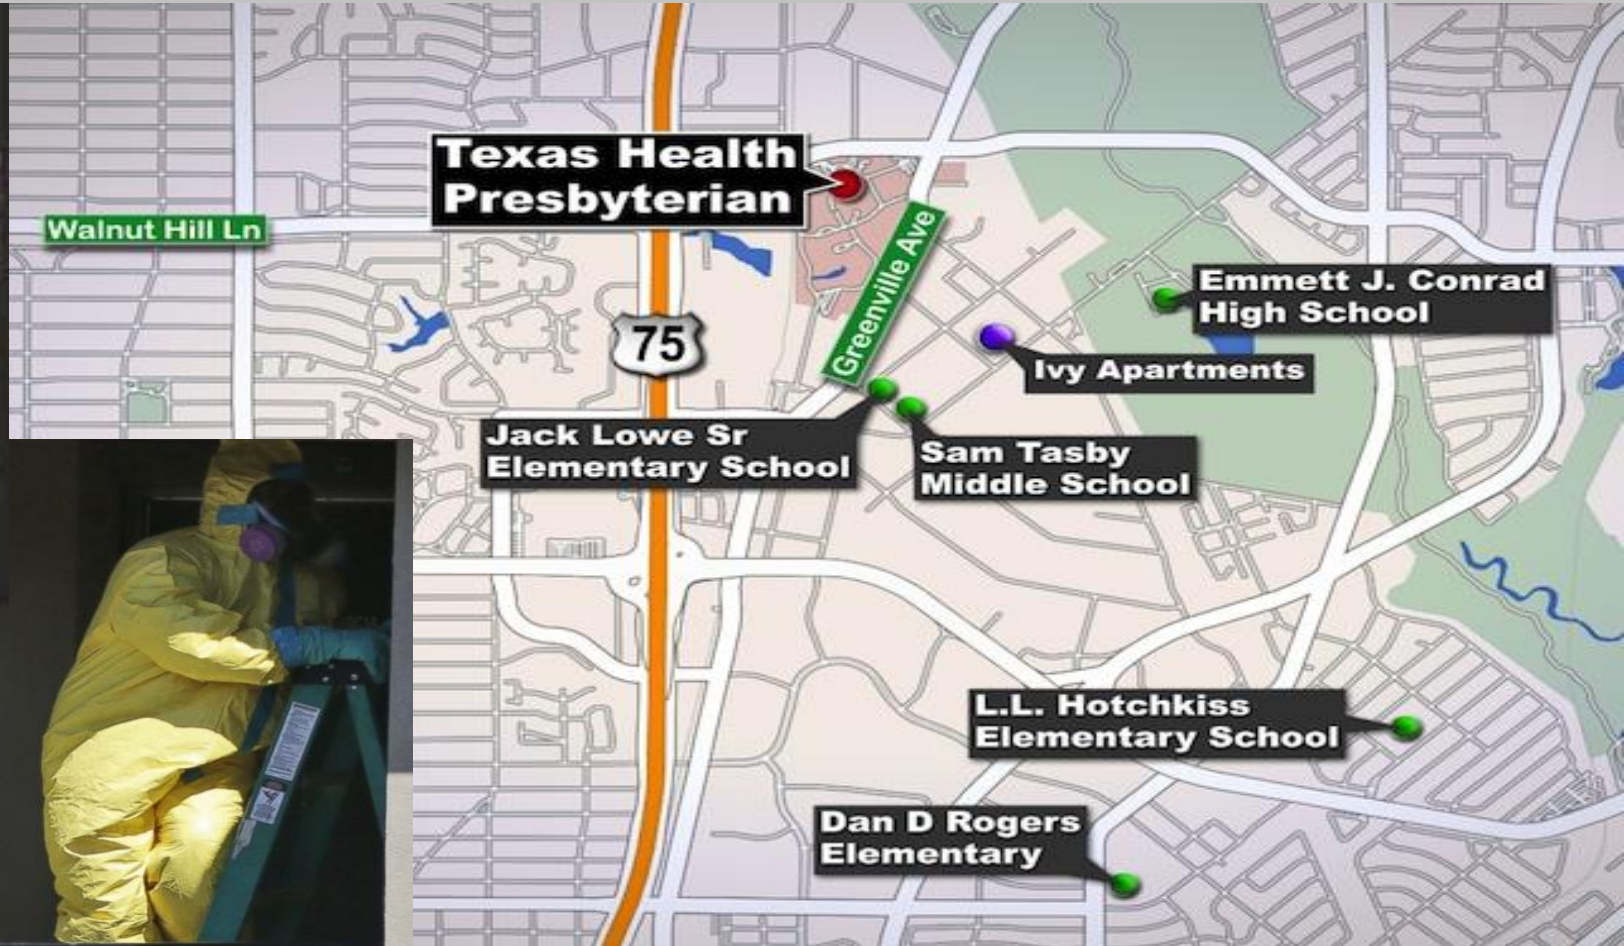 Texas Health
Presbyterian
Walnut Hill Ln
Greenville Ave
Emmett J. Conrad
High School
75
Ivy Apartments
Jack Lowe Sr
Elementary School
Sam Tasby
Middle School
L.L. Hotchkiss
Elementary School
Dan D Rogers
Elementary